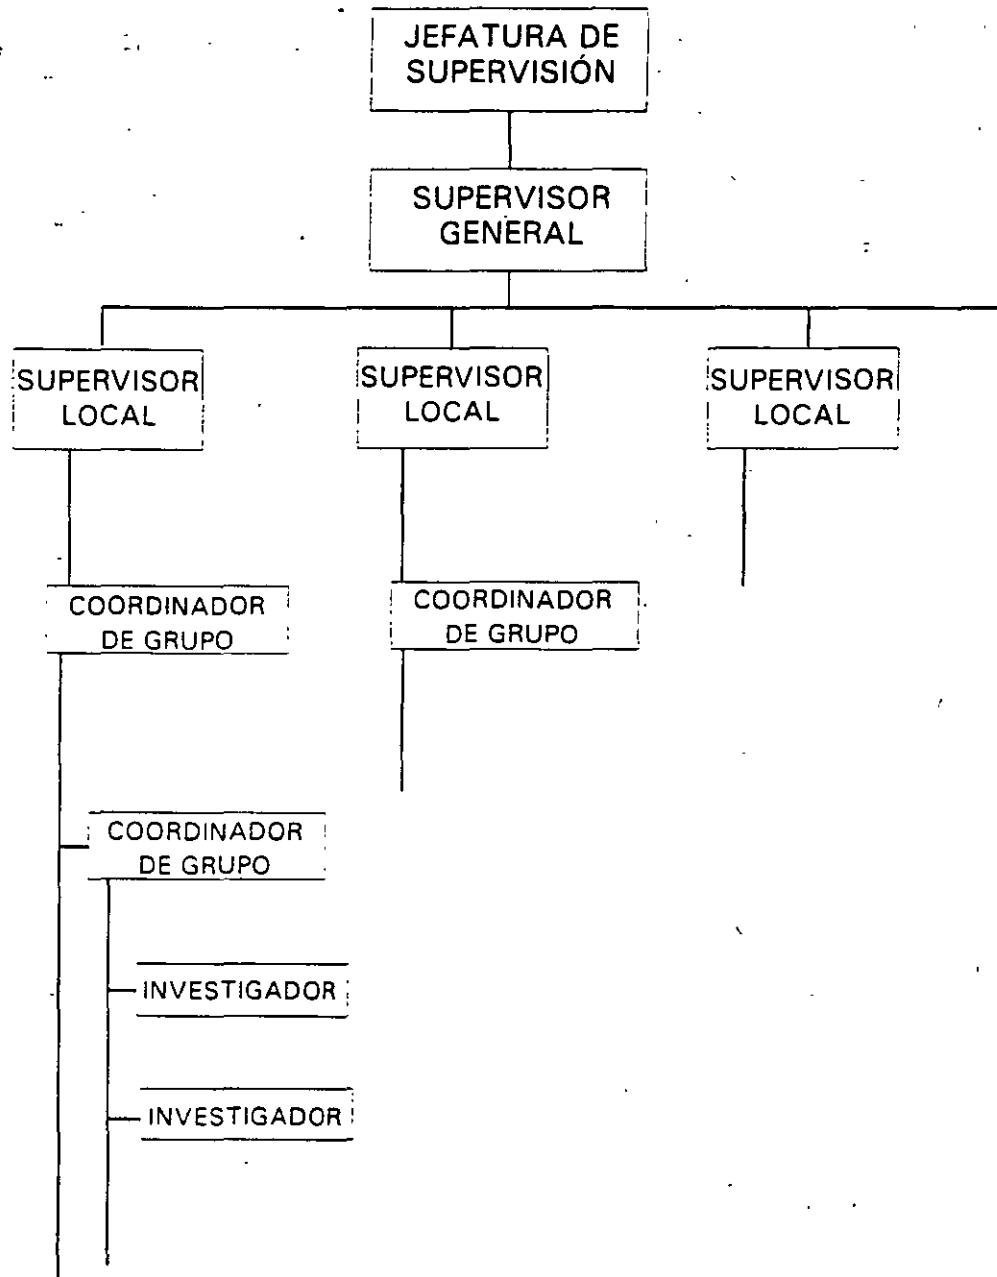 JEFATURA DE
SUPERVISIÓN
SUPERVISOR
GENERAL
SUPERVISOR
LOCAL
SUPERVISOR
LOCAL
SUPERVISOR
LOCAL
COORDINADOR
DE GRUPO
COORDINADOR
DE GRUPO
COORDINADOR
DE GRUPO
INVESTIGADOR
INVESTIGADOR